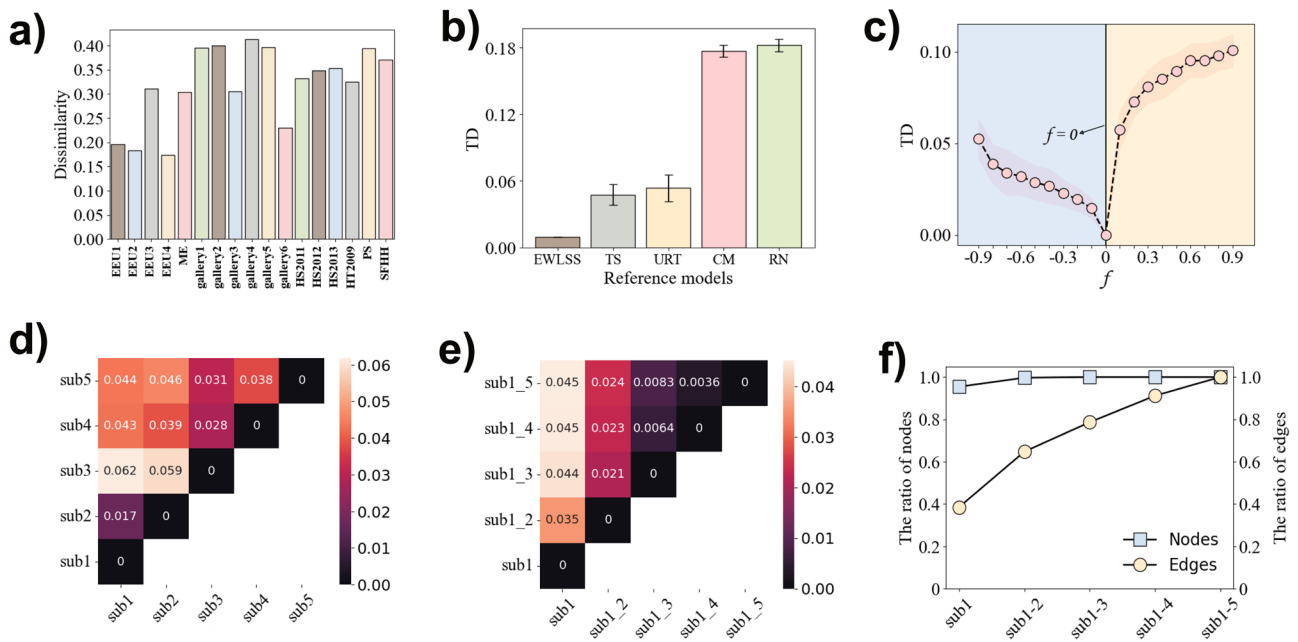 a)
Dissimilarity
0.40
0.35
0.30
0.25
0.20
0.15
0.10
0.05
0.00
EEU1 EEU2 EEU3 EEU4 ME gallery1 gallery2 gallery3 gallery4 gallery5 gallery6 HS2011 HS2012 HS2013 HT2009 PS SFHH
b)
TD
0.18
0.12
0.06
0.00
EWLSS TS URT CM RN
Reference models
c)
TD
0.10
0.05
0.00
f = 0
-0.9 -0.6 -0.3 0 0.3 0.6 0.9
f
d)
sub5 0.044 0.046 0.031 0.038 0
sub4 0.043 0.039 0.028 0
sub3 0.062 0.059 0
sub2 0.017 0
sub1 0
sub1 sub2 sub3 sub4 sub5
0.06
0.05
0.04
0.03
0.02
0.01
0.00
e)
sub1_5 0.045 0.024 0.0083 0.0036 0
sub1_4 0.045 0.023 0.0064 0
sub1_3 0.044 0.021 0
sub1_2 0.035 0
sub1 0
sub1 sub1_2 sub1_3 sub1_4 sub1_5
0.04
0.03
0.02
0.01
0.00
f)
The ratio of nodes
1.0
0.8
0.6
0.4
0.2
0
Nodes
Edges
1.0
0.8
0.6
0.4
0.2
0
The ratio of edges
sub1 sub1-2 sub1-3 sub1-4 sub1-5